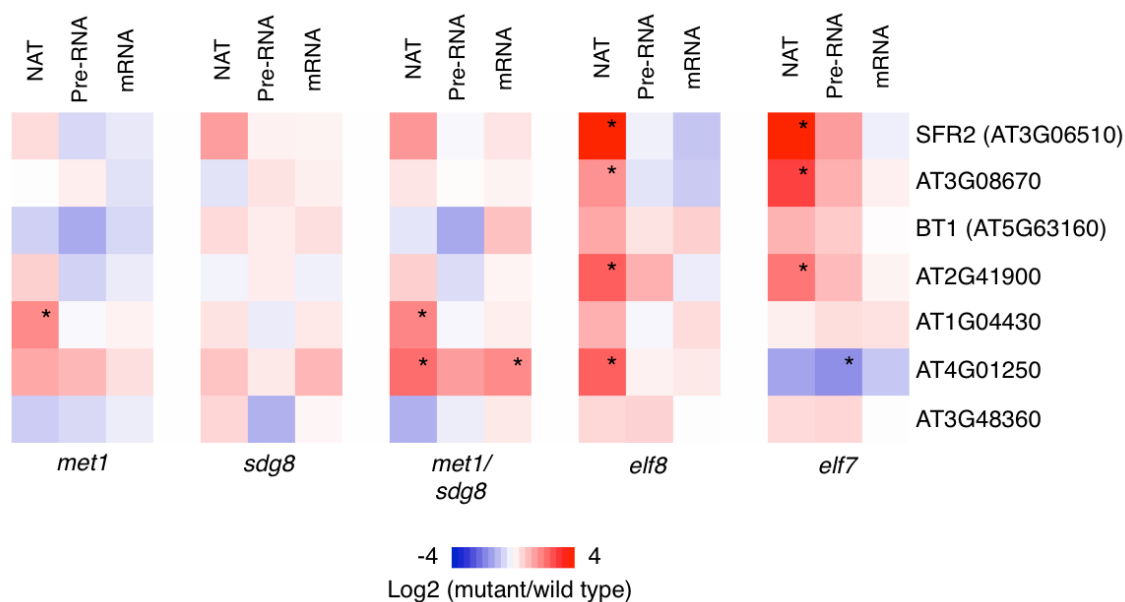 NAT Pre-RNA mRNA NAT Pre-RNA mRNA NAT Pre-RNA mRNA NAT Pre-RNA mRNA NAT Pre-RNA mRNA
* * SFR2 (AT3G06510)
* * AT3G08670
BT1 (AT5G63160)
* * AT2G41900
* * AT1G04430
* * * * AT4G01250
AT3G48360
met1 sdg8 met1/ elf8 elf7
sdg8
-4 4
Log2 (mutant/wild type)